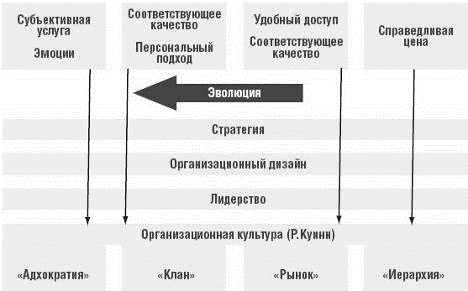 Субъективная
услуга
Эмоции
Соответствующее
качество
Персональный
подход
Удобный доступ
Соответствующее
качество
Справедливая
цена
Эволюция
Стратегия
Организационный дизайн
Лидерство
Организационная культура (Р.Куинн)
«Адхократия»
«Клан»
«Рынок»
«Иерархия»